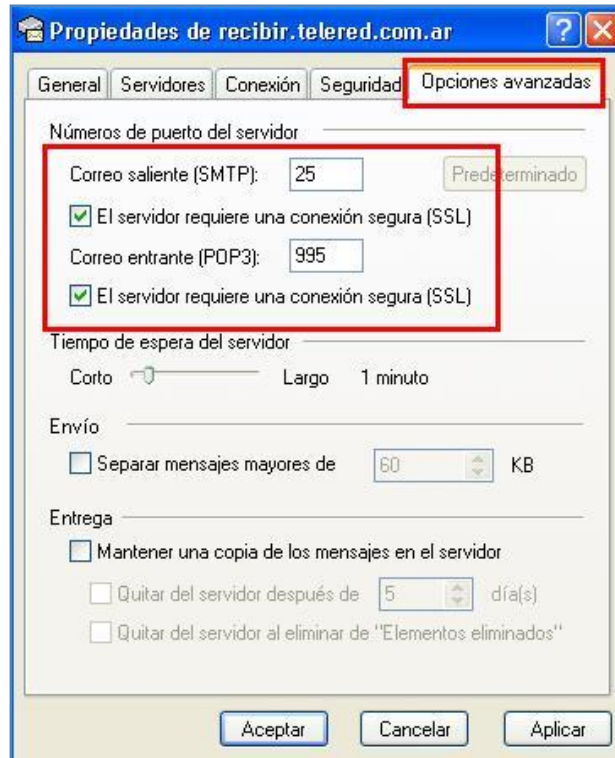 Propiedades de recibir.telered.com.ar
General Servidores Conexión Seguridad Opciones avanzadas
Números de puerto del servidor
Correo saliente (SMTP): 25 Predeterminado
El servidor requiere una conexión segura (SSL)
Correo entrante (POP3): 995
El servidor requiere una conexión segura (SSL)
Tiempo de espera del servidor
Corto Largo 1 minuto
Envío
Separar mensajes mayores de 60 KB
Entrega
Mantener una copia de los mensajes en el servidor
Quitar del servidor después de 5 día(s)
Quitar del servidor al eliminar de "Elementos eliminados"
Aceptar Cancelar Aplicar